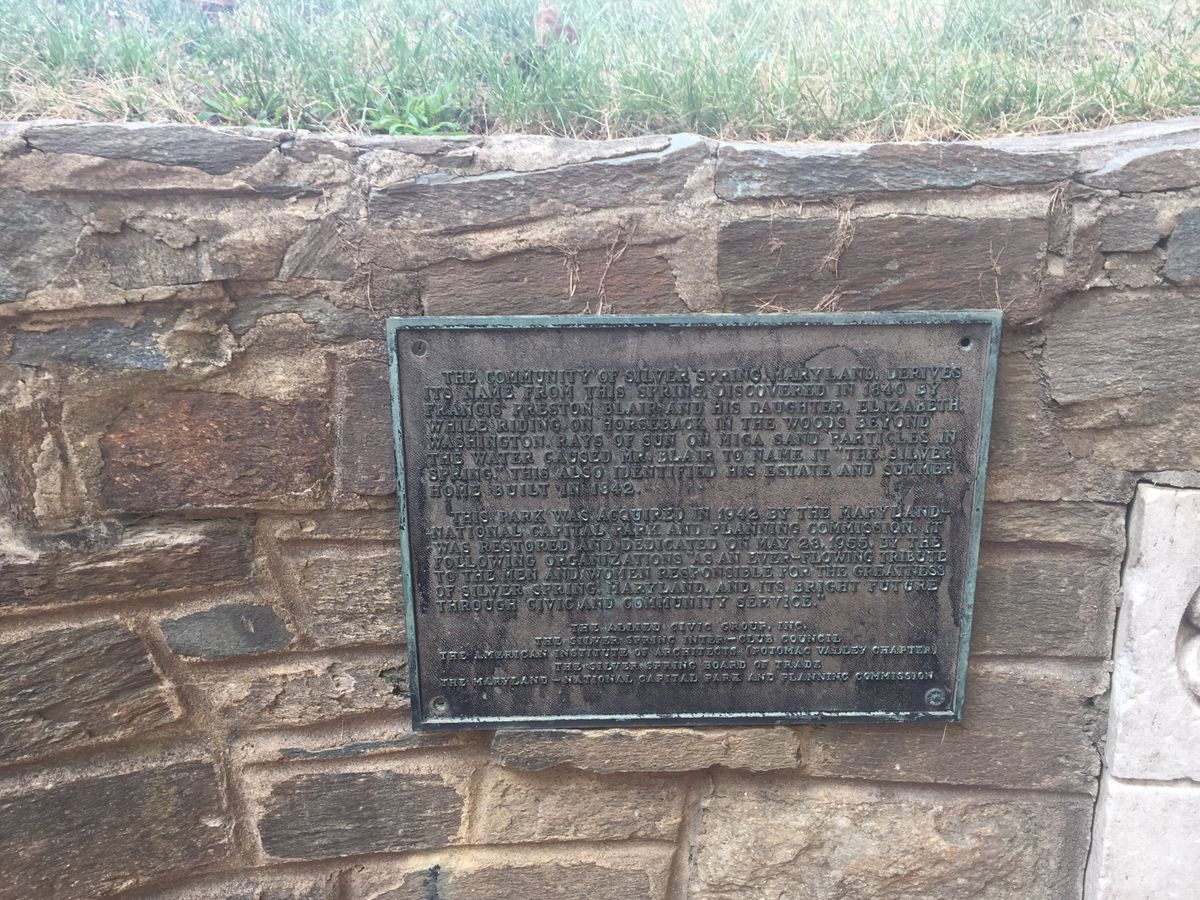 THE COMMUNITY OF SILVER SPRING, MARYLAND, DERIVES
ITS NAME FROM THIS SPRING, DISCOVERED IN 1840 BY
FRANCIS PRESTON BLAIR AND HIS DAUGHTER, ELIZABETH,
WHILE RIDING ON HORSEBACK IN THE WOODS BEYOND
WASHINGTON. RAYS OF SUN ON MICA SAND PARTICLES IN
THE WATER CAUSED MR. BLAIR TO NAME IT "THE SILVER
SPRING." THIS ALSO IDENTIFIED HIS ESTATE AND SUMMER
HOME BUILT IN 1842.
THIS PARK WAS ACQUIRED IN 1942 BY THE MARYLAND-
NATIONAL CAPITAL PARK AND PLANNING COMMISSION. IT
WAS RESTORED AND DEDICATED ON MAY 28, 1955, BY THE
FOLLOWING ORGANIZATIONS "AS AN EVER-FLOWING TRIBUTE
TO THE MEN AND WOMEN RESPONSIBLE FOR THE GREATNESS
OF SILVER SPRING, MARYLAND, AND ITS BRIGHT FUTURE
THROUGH CIVIC AND COMMUNITY SERVICE."
THE ALLIED CIVIC GROUP, INC.
THE SILVER SPRING INTER-CLUB COUNCIL
THE AMERICAN INSTITUTE OF ARCHITECTS (POTOMAC VALLEY CHAPTER)
THE SILVER SPRING BOARD OF TRADE
THE MARYLAND-NATIONAL CAPITAL PARK AND PLANNING COMMISSION